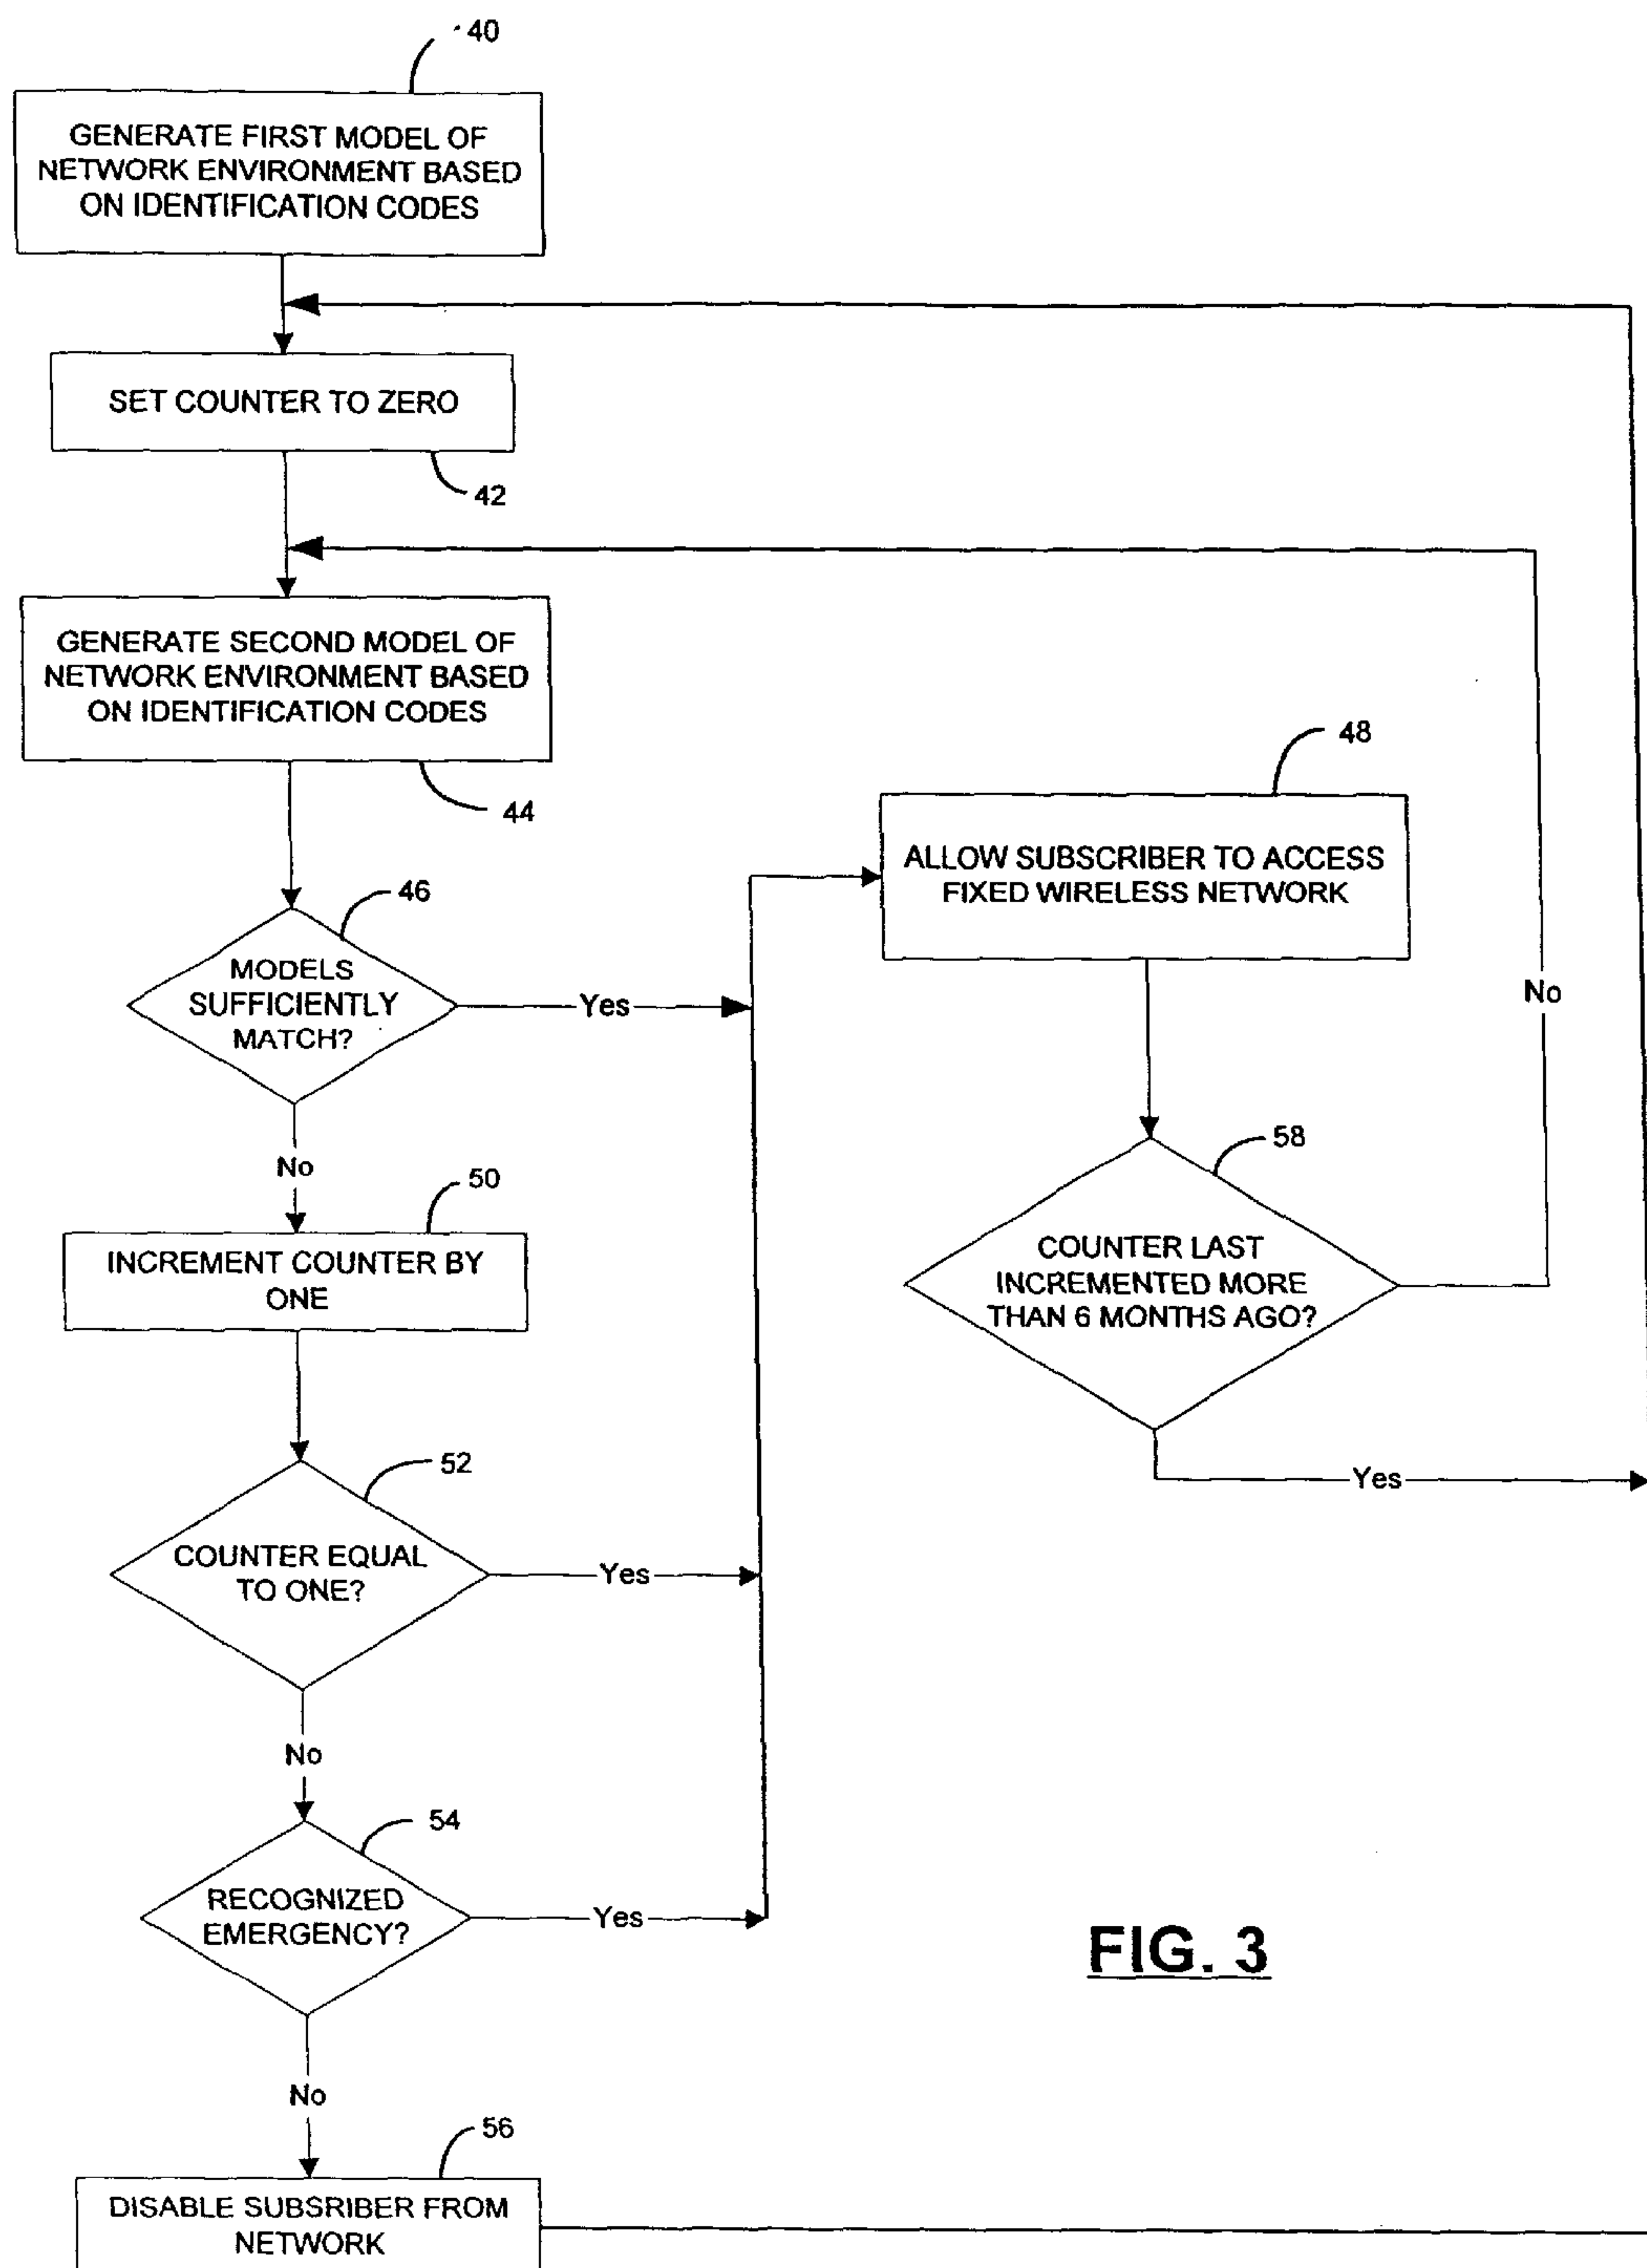 40
GENERATE FIRST MODEL OF
NETWORK ENVIRONMENT BASED
ON IDENTIFICATION CODES
SET COUNTER TO ZERO
42
GENERATE SECOND MODEL OF
NETWORK ENVIRONMENT BASED
ON IDENTIFICATION CODES
44
46
MODELS
SUFFICIENTLY
MATCH?
Yes
No
48
ALLOW SUBSCRIBER TO ACCESS
FIXED WIRELESS NETWORK
No
50
INCREMENT COUNTER BY
ONE
58
COUNTER LAST
INCREMENTED MORE
THAN 6 MONTHS AGO?
Yes
52
COUNTER EQUAL
TO ONE?
Yes
No
54
RECOGNIZED
EMERGENCY?
Yes
No
56
DISABLE SUBSRIBER FROM
NETWORK
FIG. 3